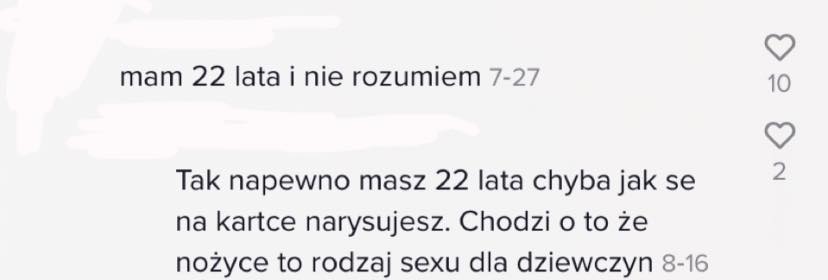 mam 22 lata i nie rozumiem 7-27
10
Tak napewno masz 22 lata chyba jak se
2
na kartce narysujesz. Chodzi o to że
nożyce to rodzaj sexu dla dziewczyn 8-16